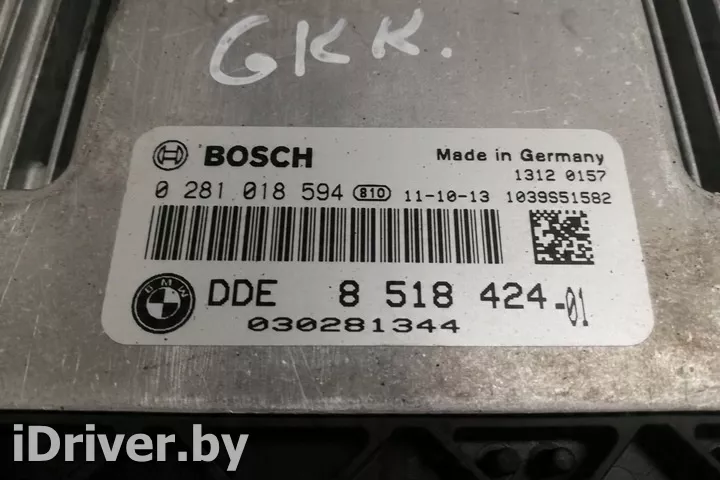 GKK.
BOSCH
Made in Germany
1312 0157
0 281 018 594 810 11-10-13 1039S51582
BMW
DDE 8 518 424-01
030281344
iDriver.by